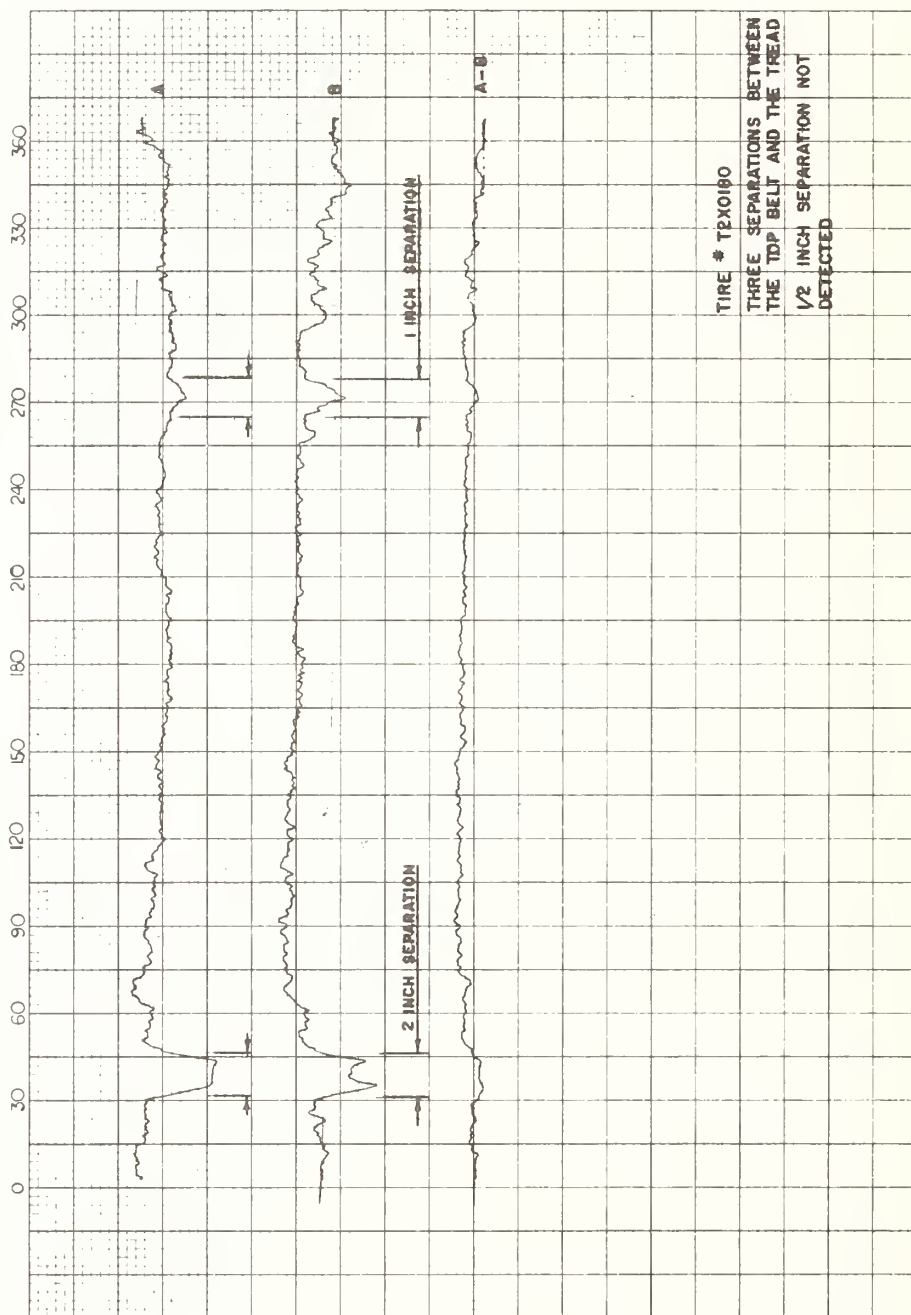 0 30 60 90 120 150 180 210 240 270 300 330 360
A
B
2 INCH SEPARATION
1 INCH SEPARATION
A-B
TIRE # T2X0180
THREE SEPARATIONS BETWEEN
THE TOP BELT AND THE TREAD
1/2 INCH SEPARATION NOT
DETECTED